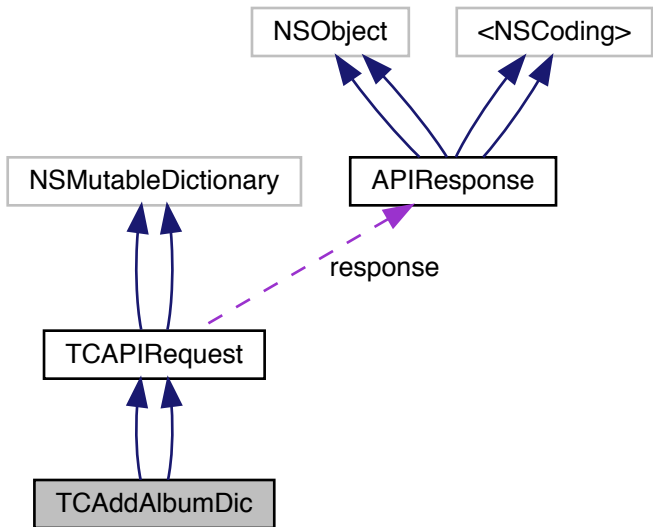 NSObject
<NSCoding>
NSMutableDictionary
APIResponse
response
TCAPIRequest
TCAddAlbumDic